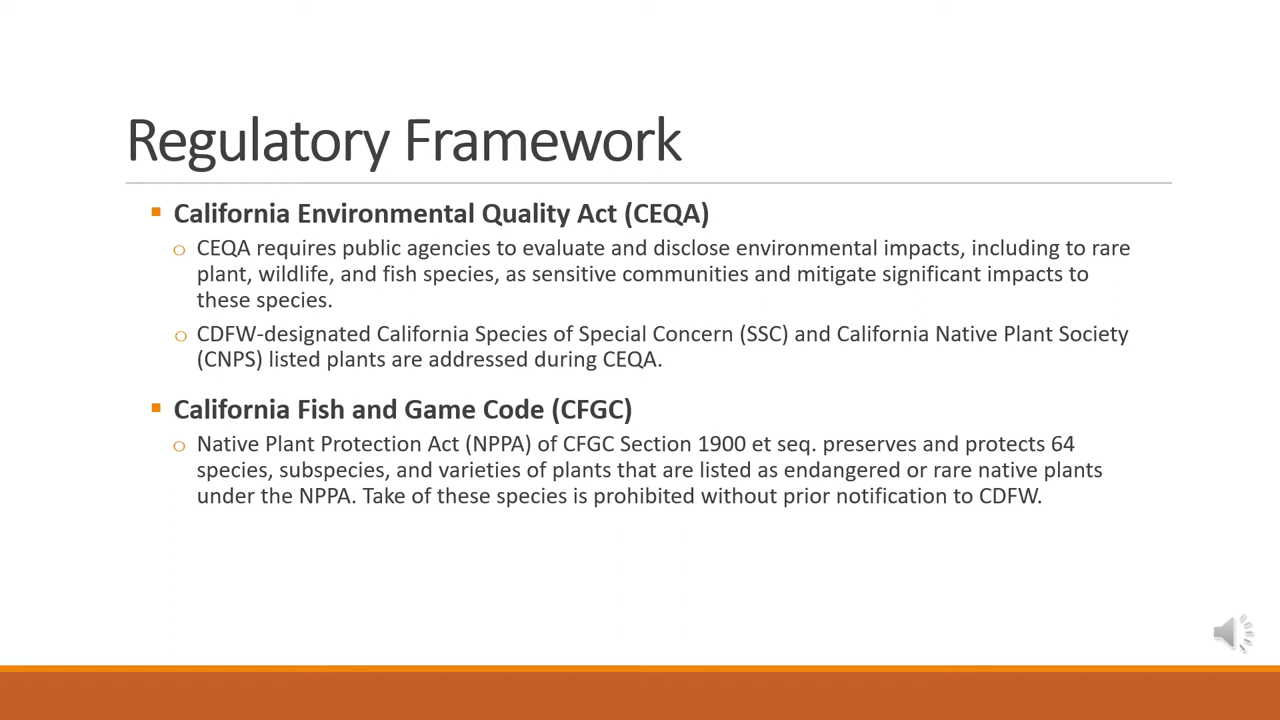 Regulatory Framework
California Environmental Quality Act (CEQA)
CEQA requires public agencies to evaluate and disclose environmental impacts, including to rare
plant, wildlife, and fish species, as sensitive communities and mitigate significant impacts to
these species.
CDFW-designated California Species of Special Concern (SSC) and California Native Plant Society
(CNPS) listed plants are addressed during CEQA.
California Fish and Game Code (CFGC)
Native Plant Protection Act (NPPA) of CFGC Section 1900 et seq. preserves and protects 64
species, subspecies, and varieties of plants that are listed as endangered or rare native plants
under the NPPA. Take of these species is prohibited without prior notification to CDFW.